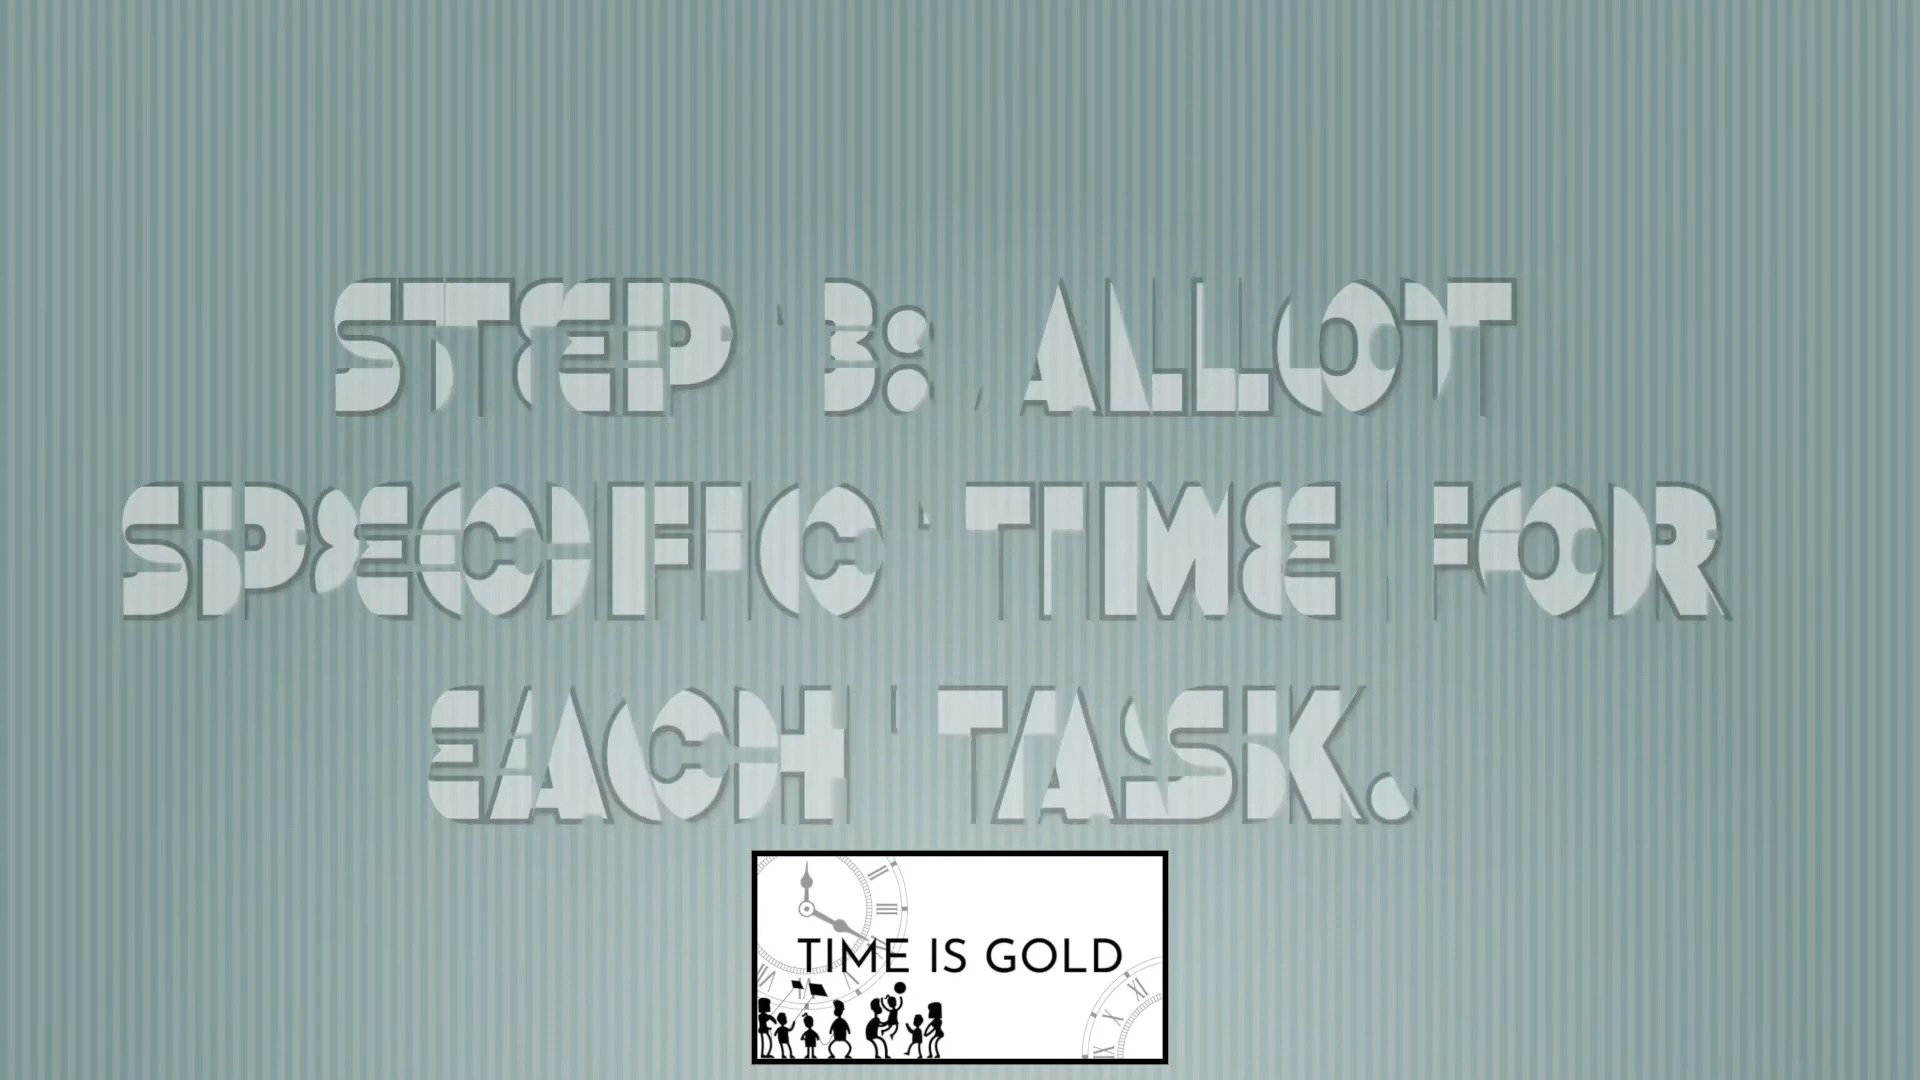 STEP 3: ALLOT
SPECIFIC TIME FOR
EACH TASK.
TIME IS GOLD